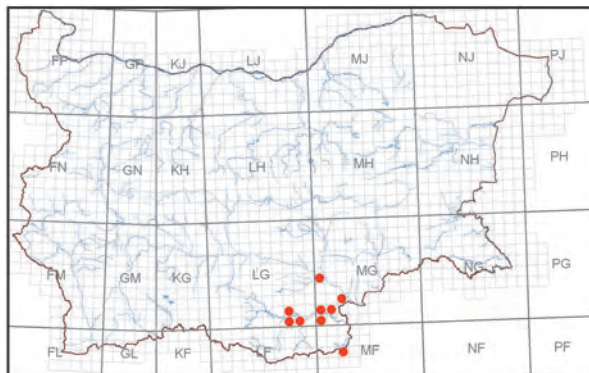 FP GP KJ LJ MJ NJ PJ
FN GN KH LH MH NH PH
FM GM KG LG MG NG PG
FL GL KF LF MF NF PF